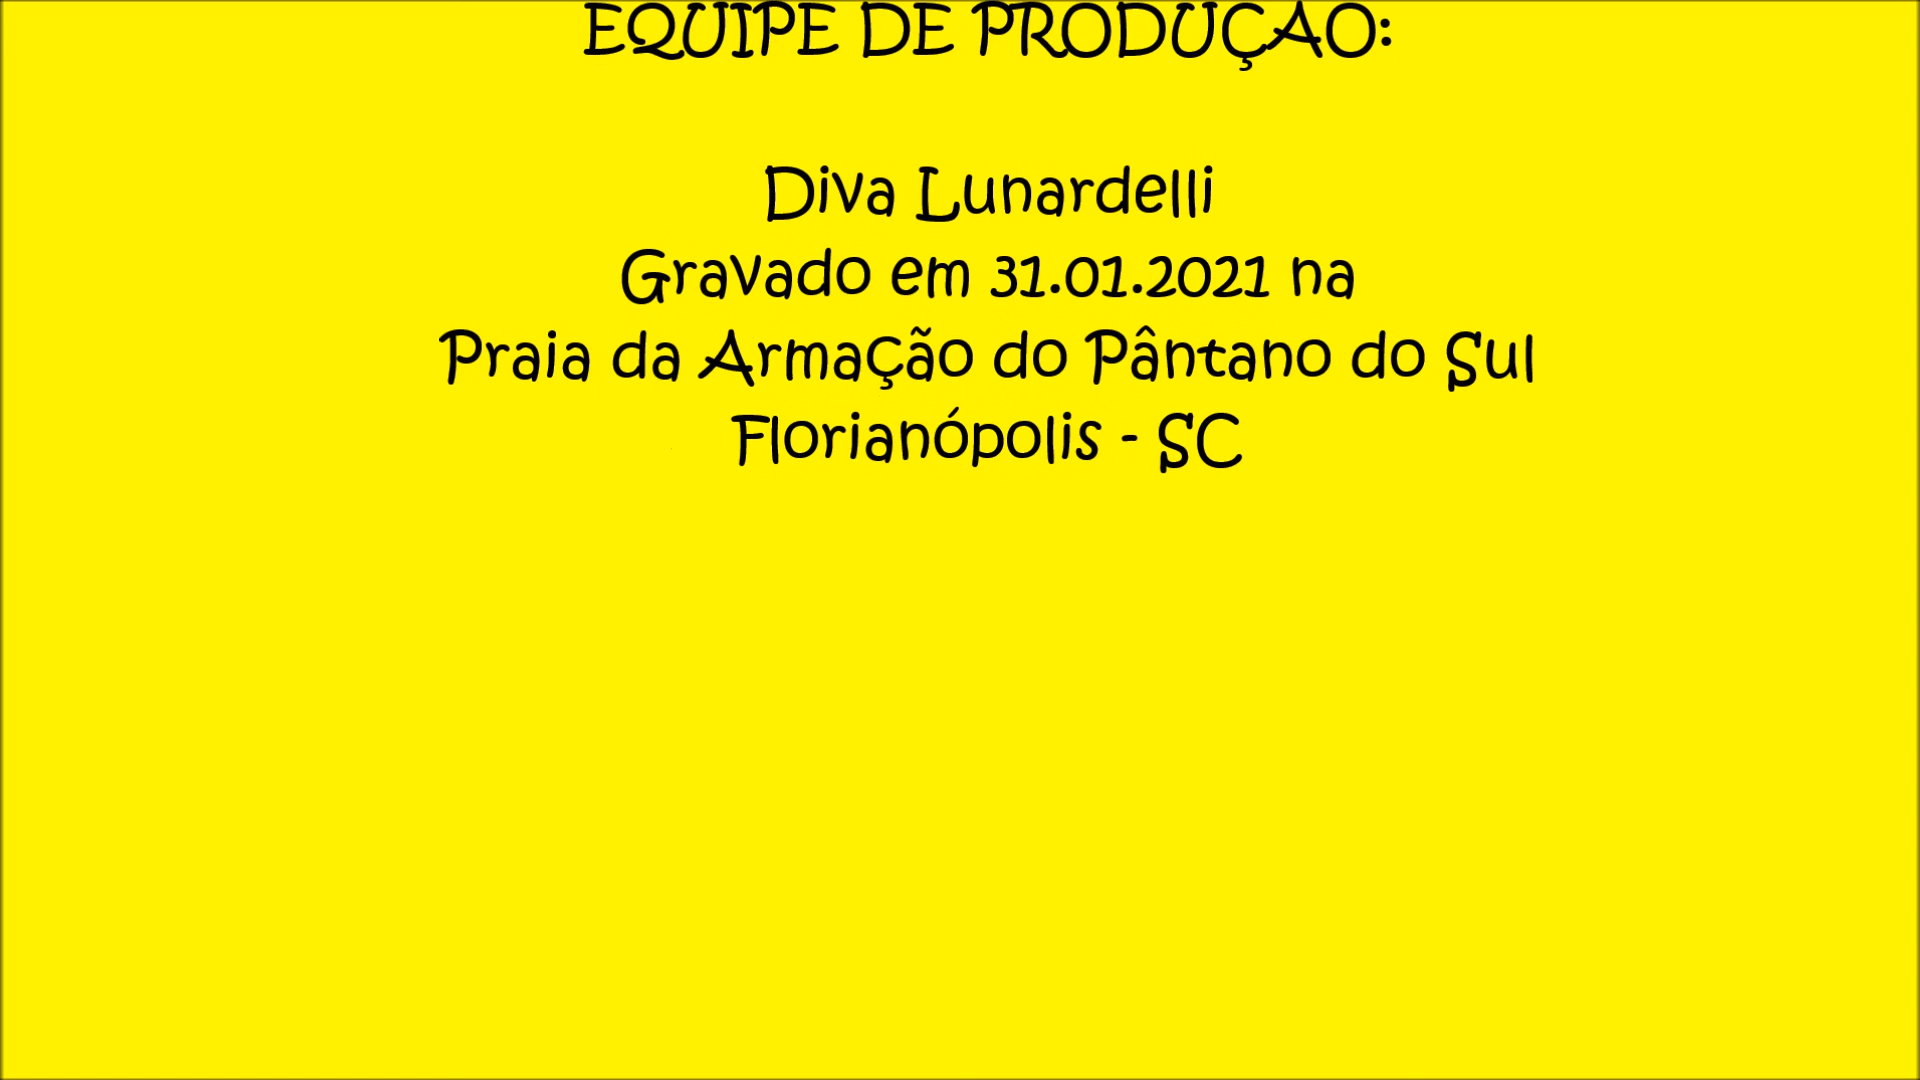 EQUIPE DE PRODUÇÃO:
Diva Lunardelli
Gravado em 31.01.2021 na
Praia da Armação do Pântano do Sul
Florianópolis - SC